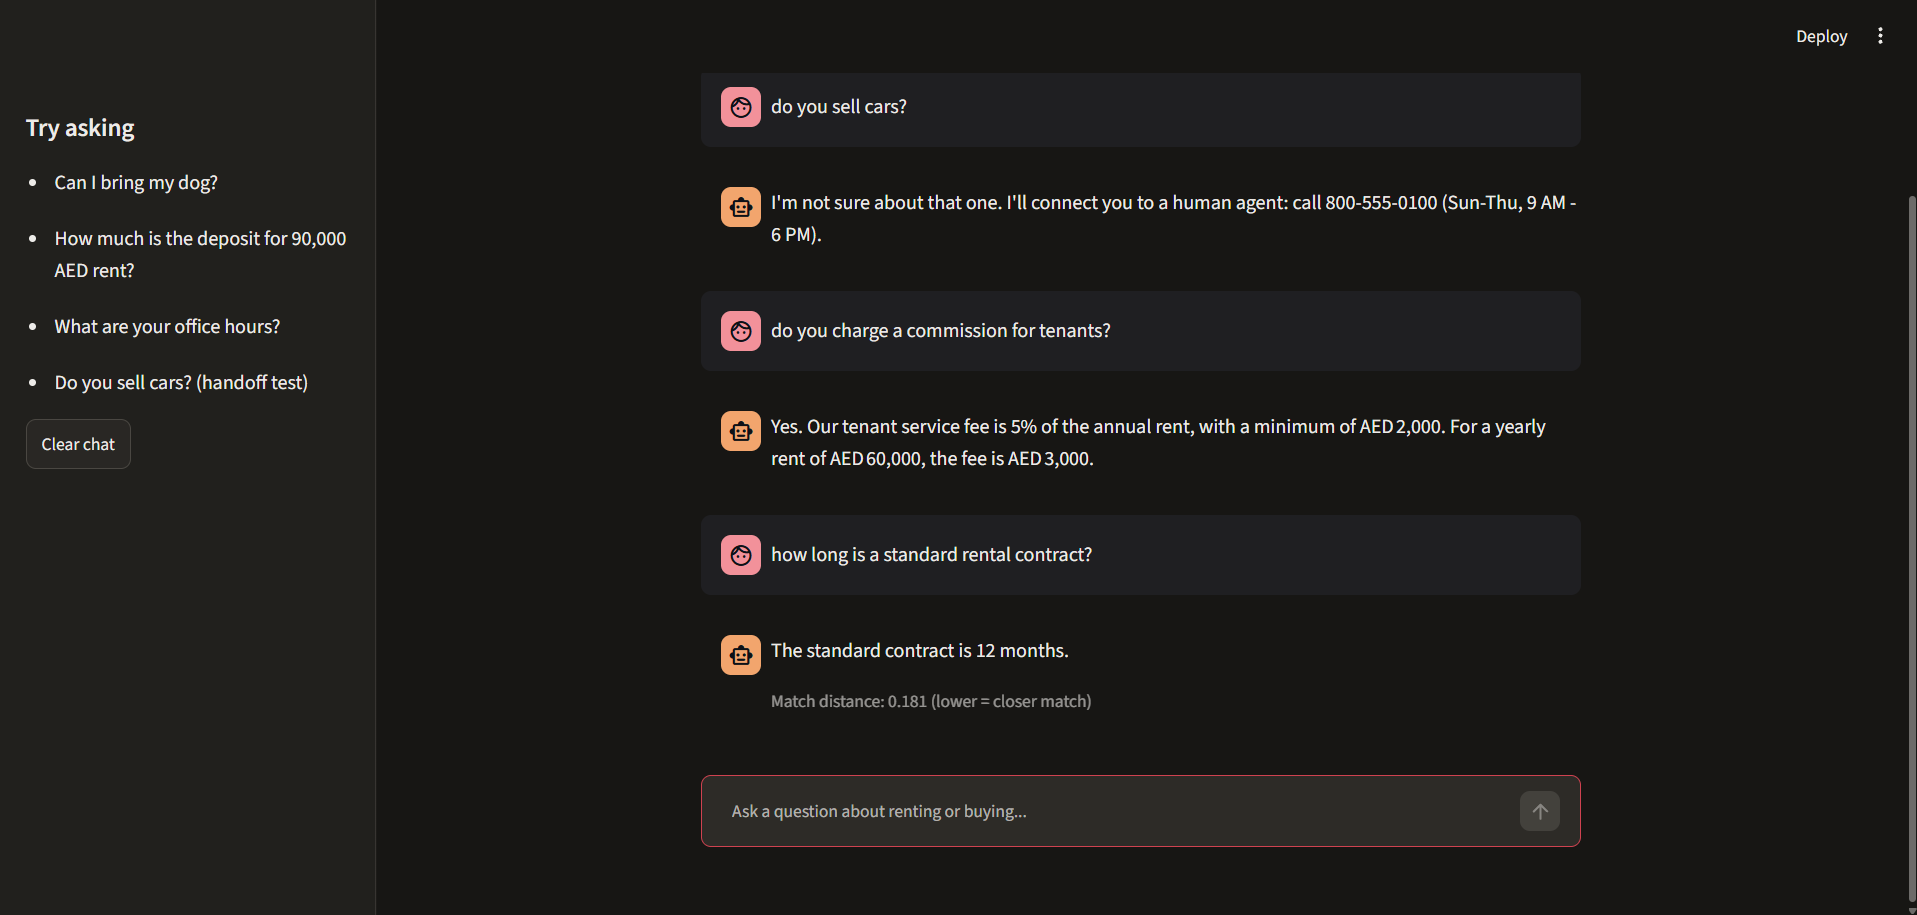 Deploy
Try asking
Can I bring my dog?
How much is the deposit for 90,000
AED rent?
What are your office hours?
Do you sell cars? (handoff test)
Clear chat
do you sell cars?
I'm not sure about that one. I'll connect you to a human agent: call 800-555-0100 (Sun-Thu, 9 AM -
6 PM).
do you charge a commission for tenants?
Yes. Our tenant service fee is 5% of the annual rent, with a minimum of AED 2,000. For a yearly
rent of AED 60,000, the fee is AED 3,000.
how long is a standard rental contract?
The standard contract is 12 months.
Match distance: 0.181 (lower = closer match)
Ask a question about renting or buying...